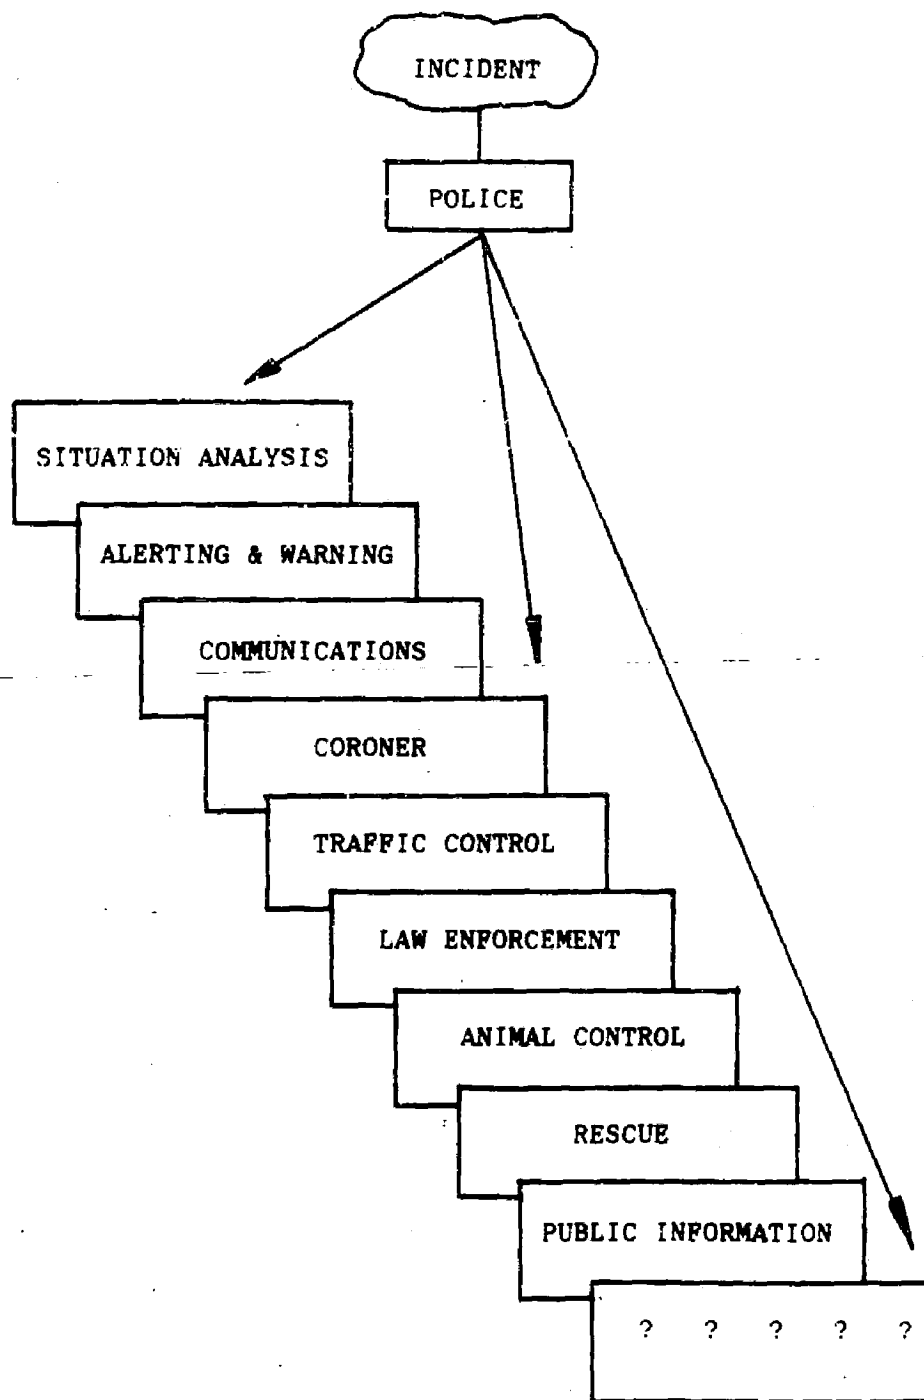 INCIDENT
POLICE
SITUATION ANALYSIS
ALERTING & WARNING
COMMUNICATIONS
CORONER
TRAFFIC CONTROL
LAW ENFORCEMENT
ANIMAL CONTROL
RESCUE
PUBLIC INFORMATION
? ? ? ? ?